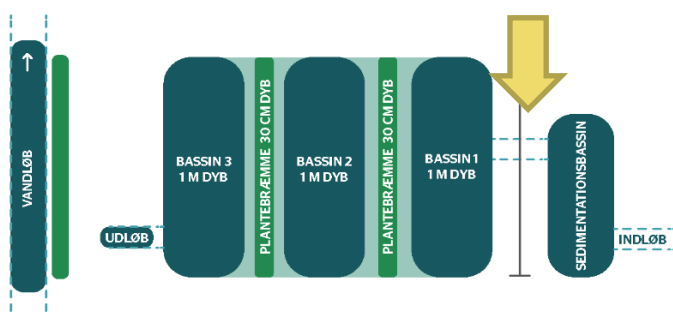 VANDLØB
UDLØB
BASSIN 3
1 M DYB
PLANTEBRÆMME 30 CM DYB
BASSIN 2
1 M DYB
PLANTEBRÆMME 30 CM DYB
BASSIN 1
1 M DYB
SEDIMENTATIONSBASSIN
INDLØB